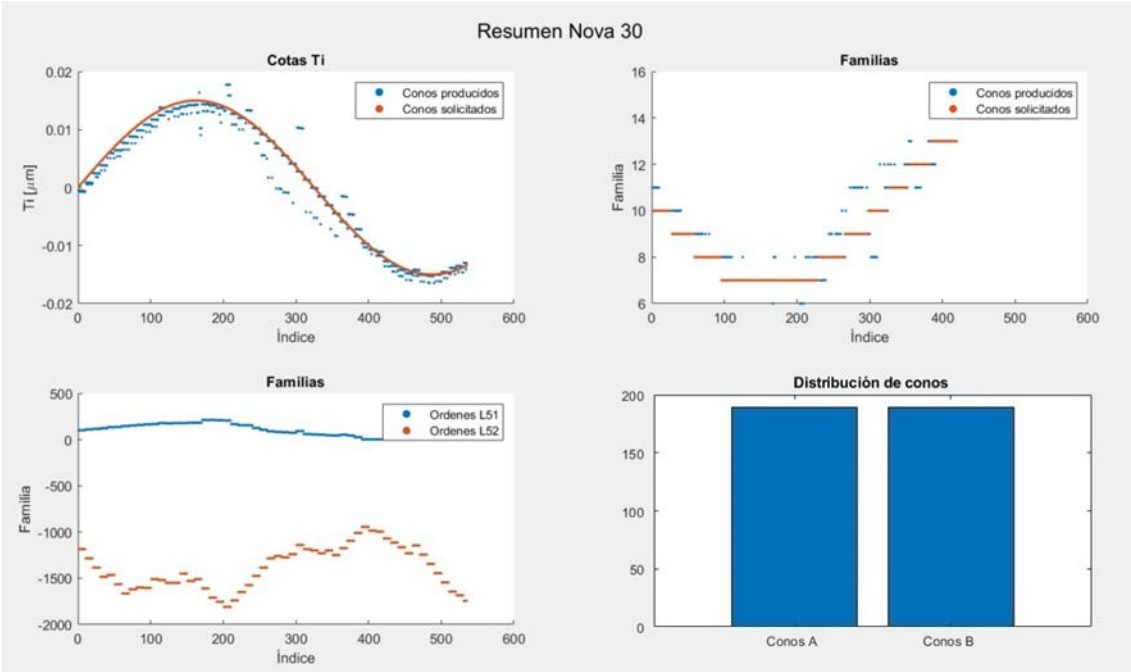 Resumen Nova 30
Cotas Ti
0.02
0.01
0
-0.01
-0.02
Ti [μm]
0
100
200
300
400
500
600
Índice
Conos producidos
Conos solicitados
Familias
16
14
12
10
8
6
Familia
0
100
200
300
400
500
600
Índice
Conos producidos
Conos solicitados
Familias
500
0
-500
-1000
-1500
-2000
Familia
0
100
200
300
400
500
600
Índice
Ordenes L51
Ordenes L52
Distribución de conos
200
150
100
50
0
Conos A
Conos B